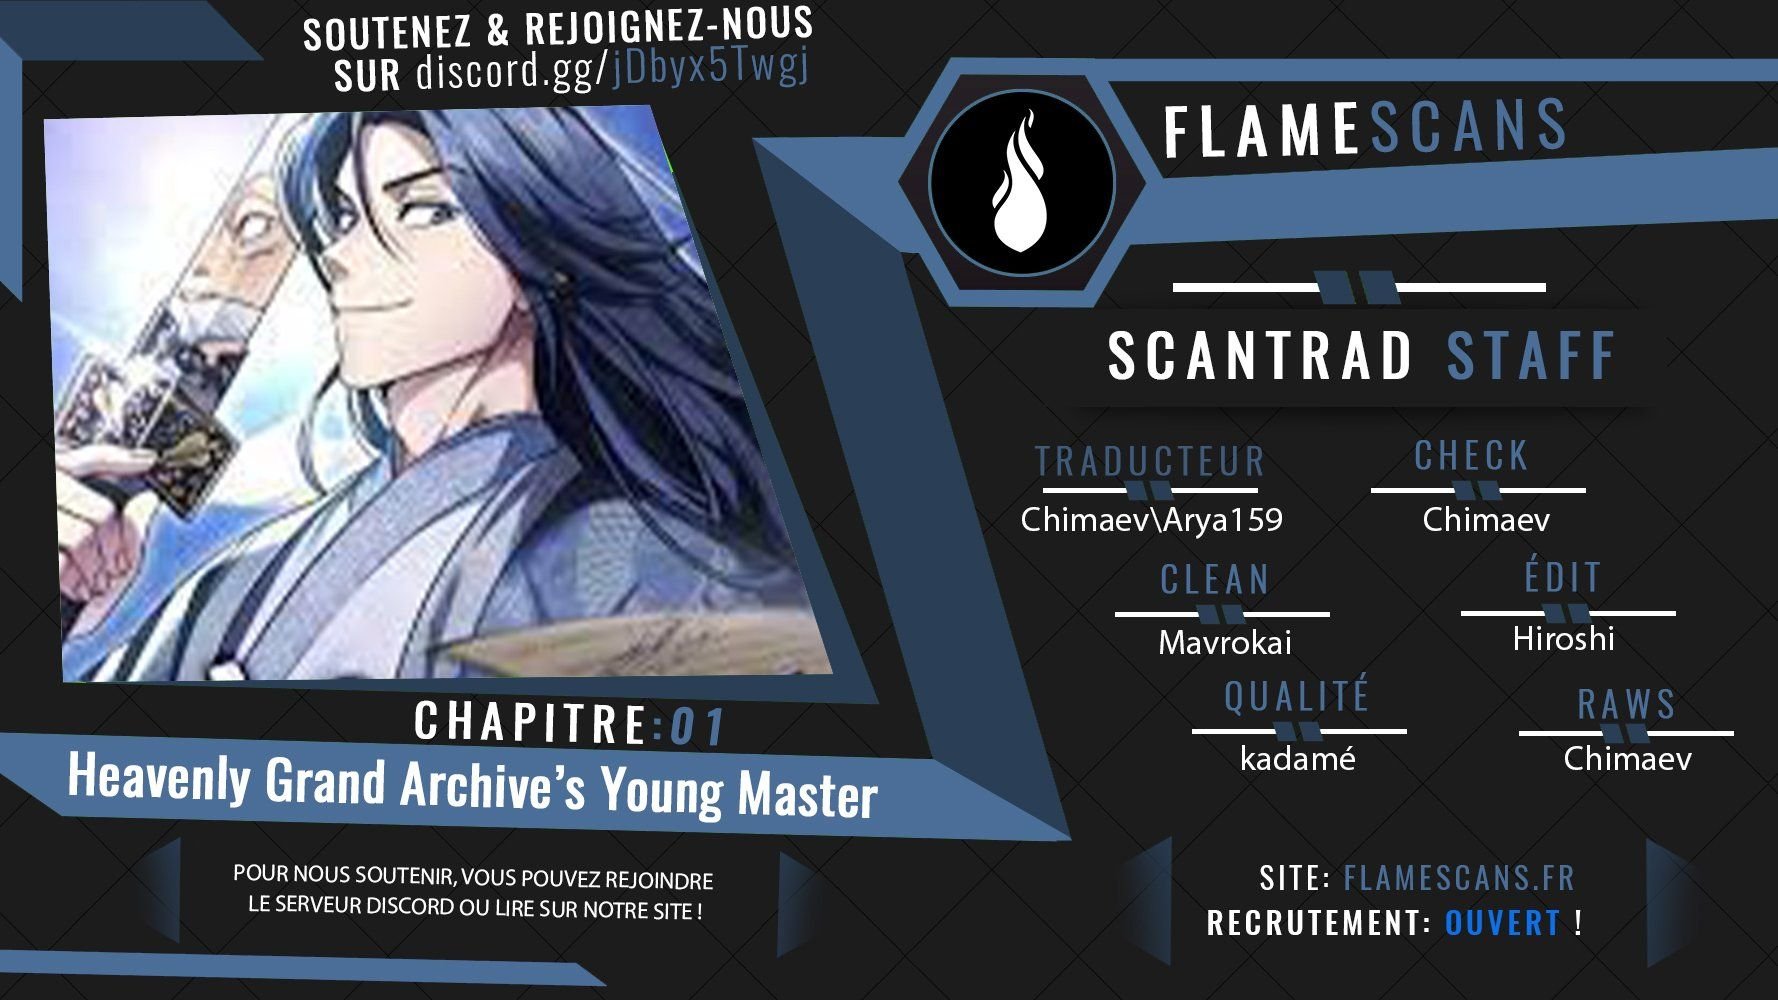 SOUTENEZ & REJOIGNEZ-NOUS
SUR discord.gg/jDbyx5Twgj
FLAMESCANS
SCANTRAD STAFF
TRADUCTEUR
Chimaev\Arya159
CHECK
Chimaev
CLEAN
Mavrokai
ÉDIT
Hiroshi
QUALITÉ
kadamé
RAWS
Chimaev
CHAPITRE:01
Heavenly Grand Archive’s Young Master
POUR NOUS SOUTENIR, VOUS POUVEZ REJOINDRE
LE SERVEUR DISCORD OU LIRE SUR NOTRE SITE !
SITE: FLAMESCANS.FR
RECRUTEMENT: OUVERT !